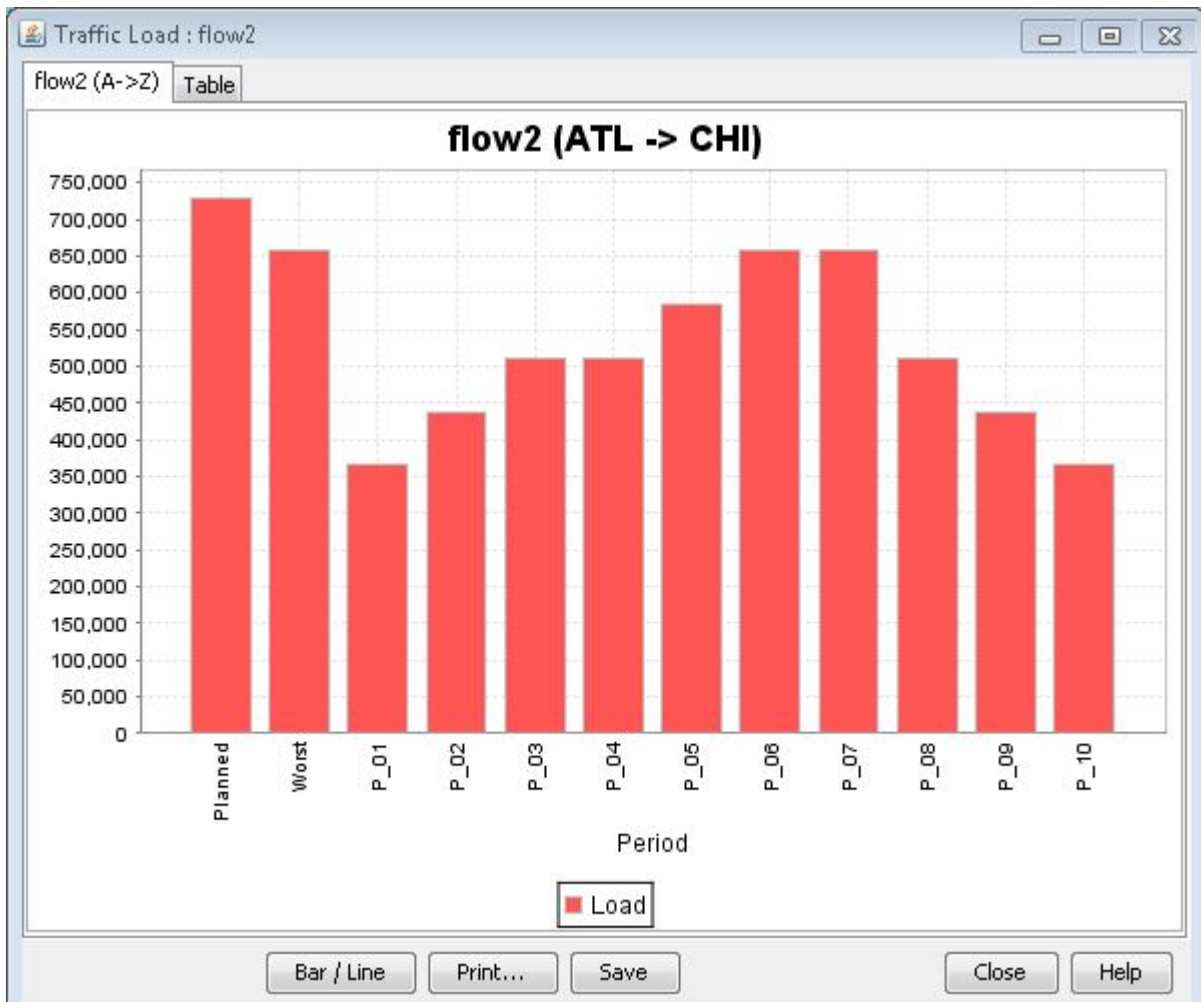 Traffic Load : flow2
flow2 (A->Z)
Table
flow2 (ATL -> CHI)
750,000
700,000
650,000
600,000
550,000
500,000
450,000
400,000
350,000
300,000
250,000
200,000
150,000
100,000
50,000
0
Planned
Worst
P_01
P_02
P_03
P_04
P_05
P_06
P_07
P_08
P_09
P_10
Period
Load
Bar / Line
Print...
Save
Close
Help